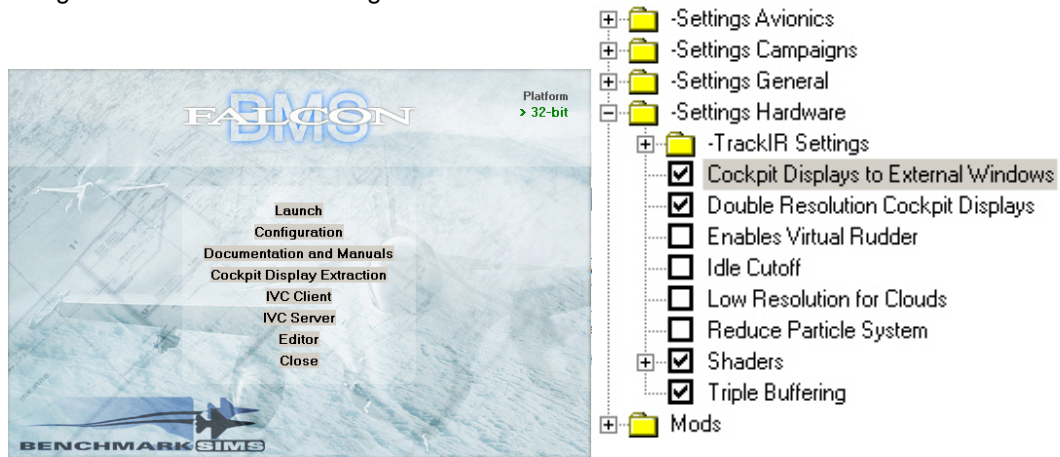 Platform
> 32-bit
FALCON
BMS
Launch
Configuration
Documentation and Manuals
Cockpit Display Extraction
IVC Client
IVC Server
Editor
Close
BENCHMARK SIMS
-Settings Avionics
-Settings Campaigns
-Settings General
-Settings Hardware
-TrackIR Settings
Cockpit Displays to External Windows
Double Resolution Cockpit Displays
Enables Virtual Rudder
Idle Cutoff
Low Resolution for Clouds
Reduce Particle System
Shaders
Triple Buffering
Mods